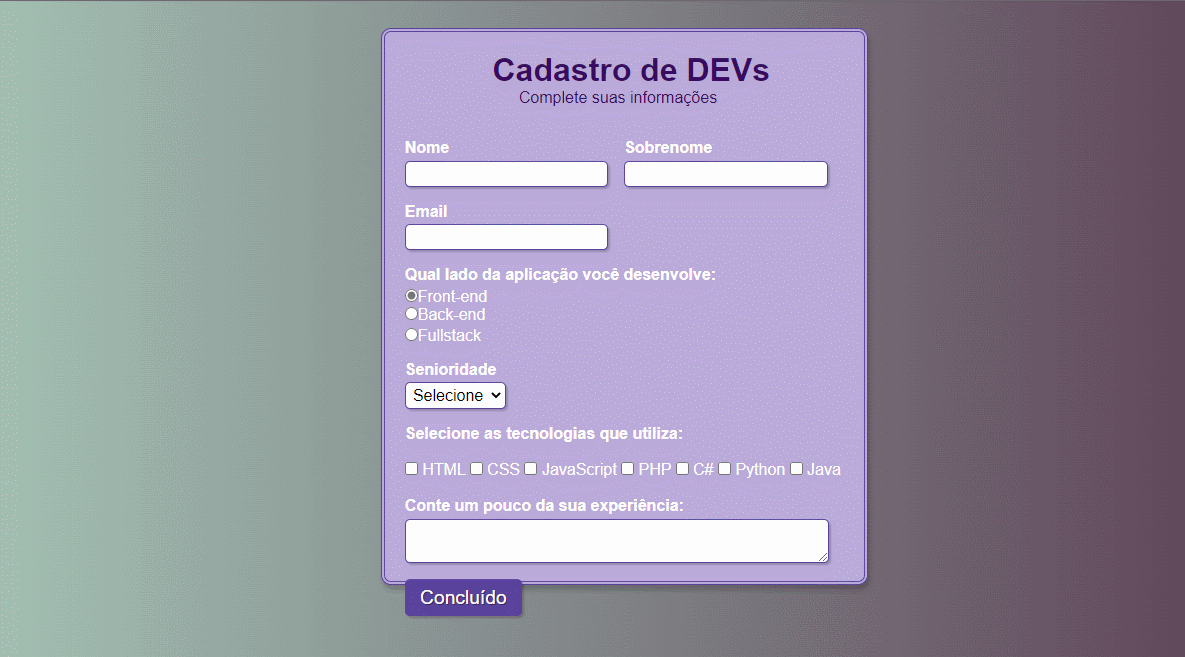 Cadastro de DEVs
Complete suas informações
Nome Sobrenome
Email
Qual lado da aplicação você desenvolve:
Front-end
Back-end
Fullstack
Senioridade
Selecione
Selecione as tecnologias que utiliza:
HTML CSS JavaScript PHP C# Python Java
Conte um pouco da sua experiência:
Concluído